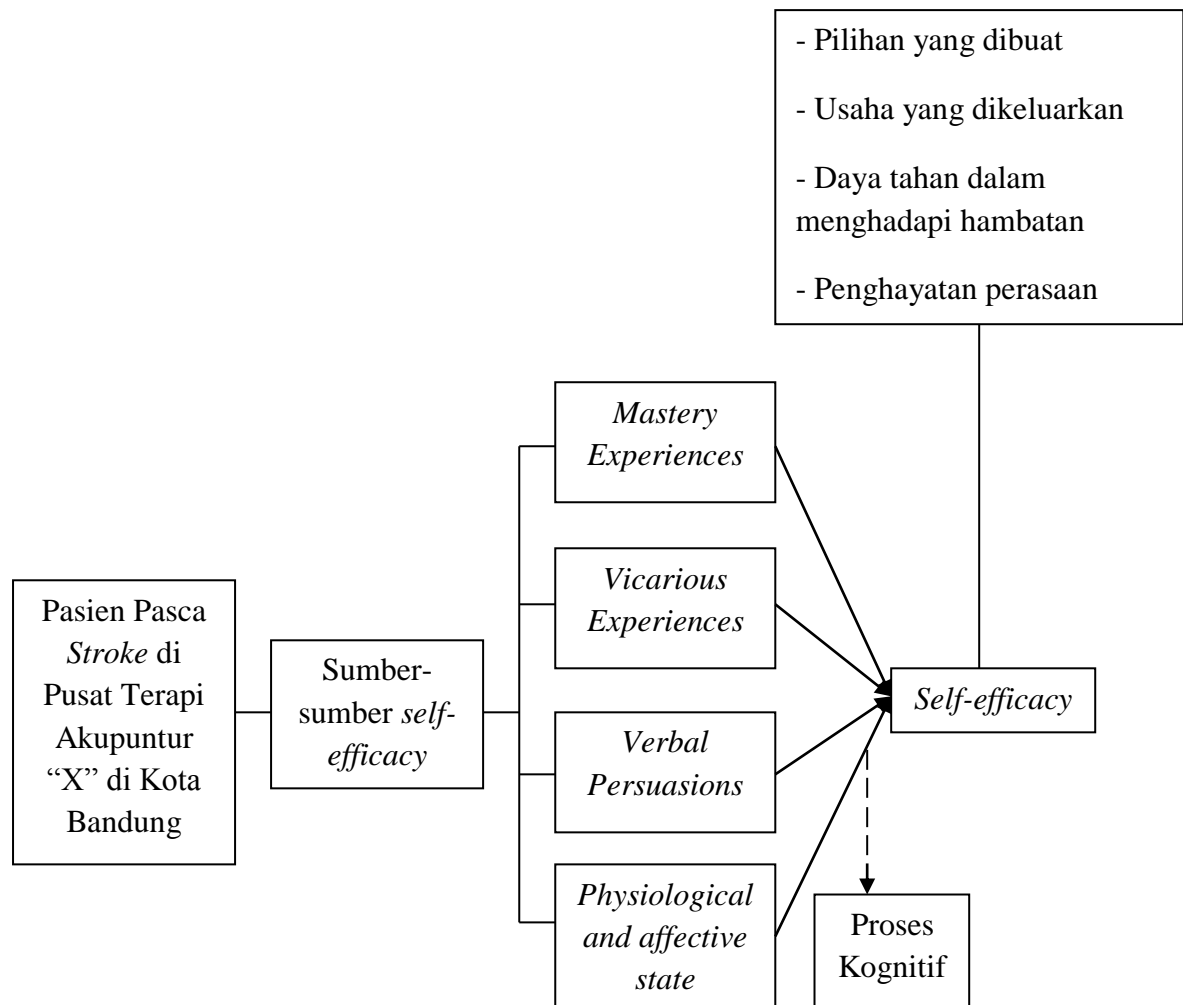 - Pilihan yang dibuat
- Usaha yang dikeluarkan
- Daya tahan dalam
menghadapi hambatan
- Penghayatan perasaan
Pasien Pasca
Stroke di
Pusat Terapi
Akupuntur
“X” di Kota
Bandung
Sumber-
sumber self-
efficacy
Mastery
Experiences
Vicarious
Experiences
Verbal
Persuasions
Physiological
and affective
state
Self-efficacy
Proses
Kognitif